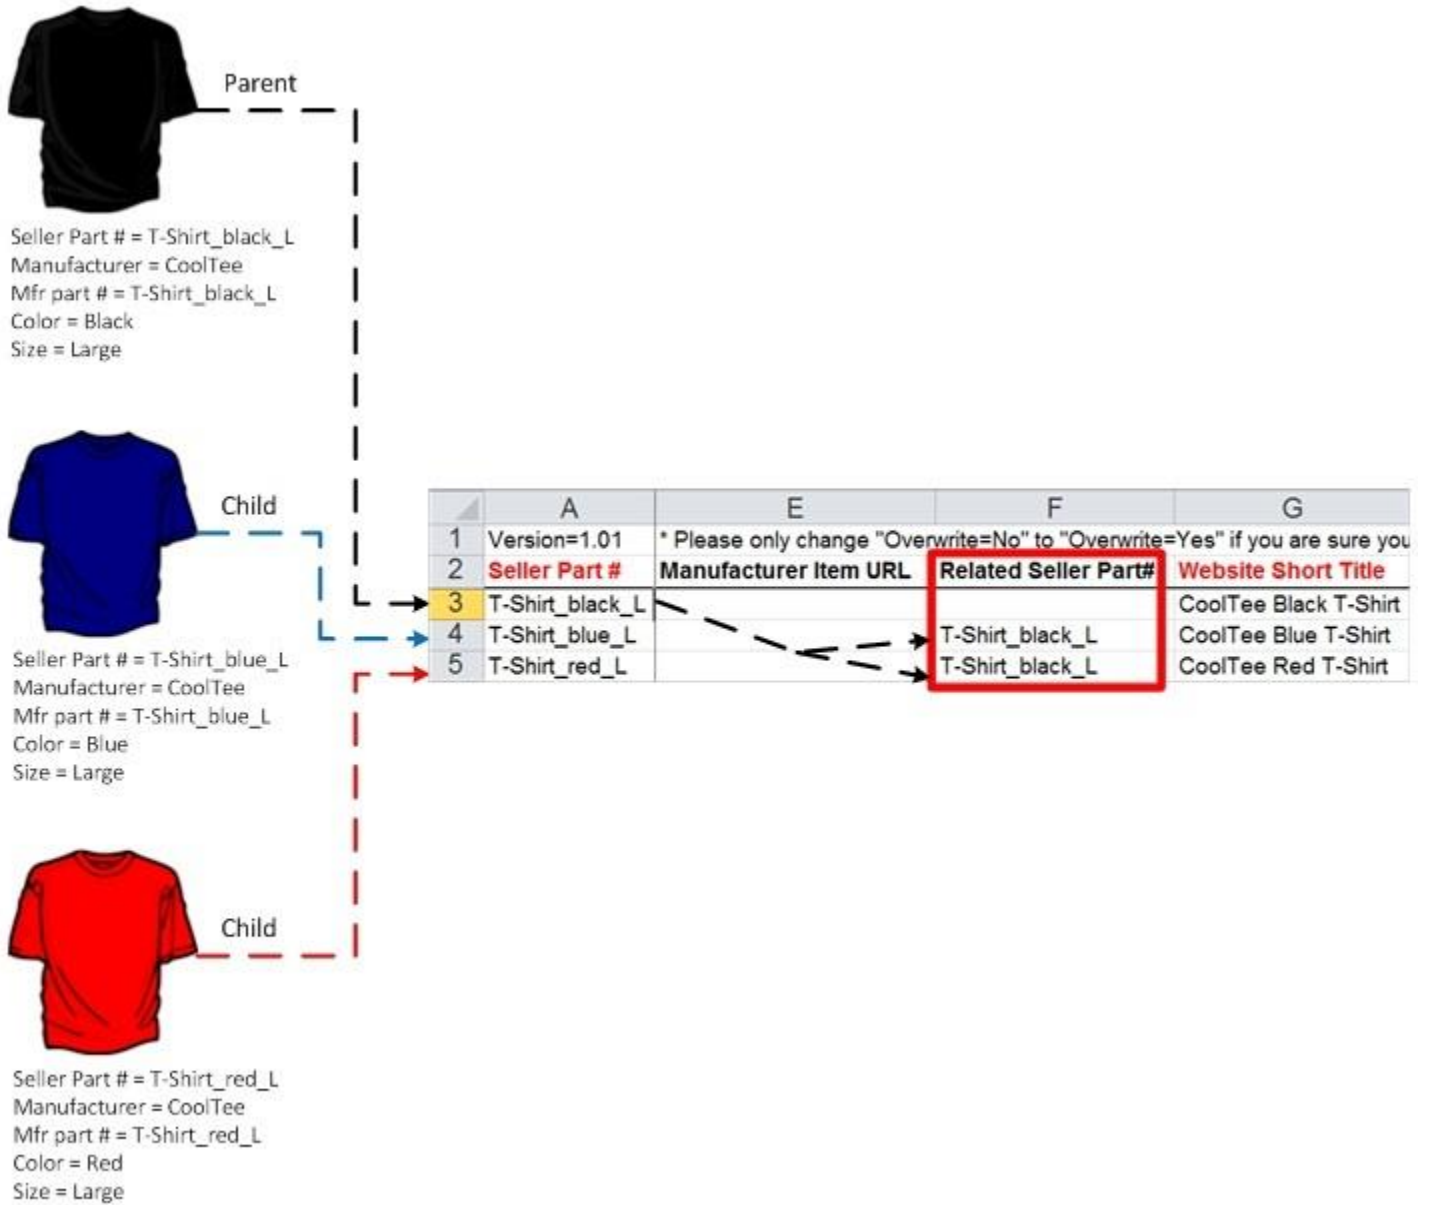 Parent
Seller Part # = T-Shirt_black_L
Manufacturer = CoolTee
Mfr part # = T-Shirt_black_L
Color = Black
Size = Large
Child
Seller Part # = T-Shirt_blue_L
Manufacturer = CoolTee
Mfr part # = T-Shirt_blue_L
Color = Blue
Size = Large
Child
Seller Part # = T-Shirt_red_L
Manufacturer = CoolTee
Mfr part # = T-Shirt_red_L
Color = Red
Size = Large
A E F G
1 Version=1.01 * Please only change "Overwrite=No" to "Overwrite=Yes" if you are sure you
2 Seller Part # Manufacturer Item URL Related Seller Part# Website Short Title
3 T-Shirt_black_L CoolTee Black T-Shirt
4 T-Shirt_blue_L T-Shirt_black_L CoolTee Blue T-Shirt
5 T-Shirt_red_L T-Shirt_black_L CoolTee Red T-Shirt